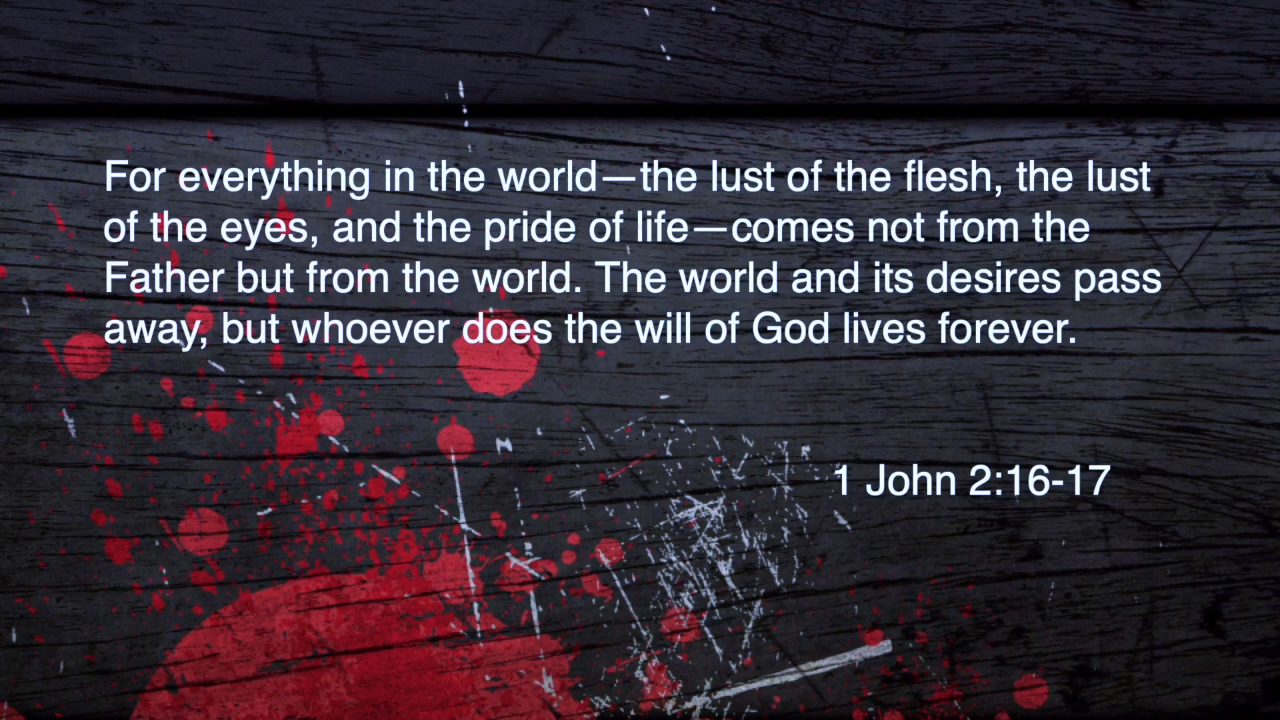 For everything in the world—the lust of the flesh, the lust
of the eyes, and the pride of life—comes not from the
Father but from the world. The world and its desires pass
away, but whoever does the will of God lives forever.
1 John 2:16-17